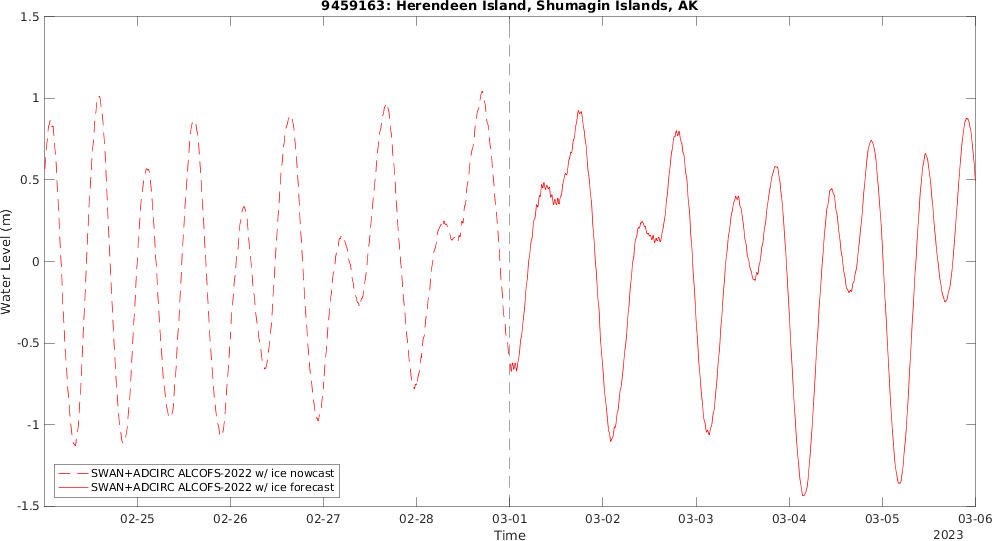 9459163: Herendeen Island, Shumagin Islands, AK
1.5
1
0.5
0
-0.5
-1
-1.5
Water Level (m)
SWAN+ADCIRC ALCOFS-2022 w/ ice nowcast
SWAN+ADCIRC ALCOFS-2022 w/ ice forecast
02-25 02-26 02-27 02-28 03-01 03-02 03-03 03-04 03-05 03-06
Time
2023